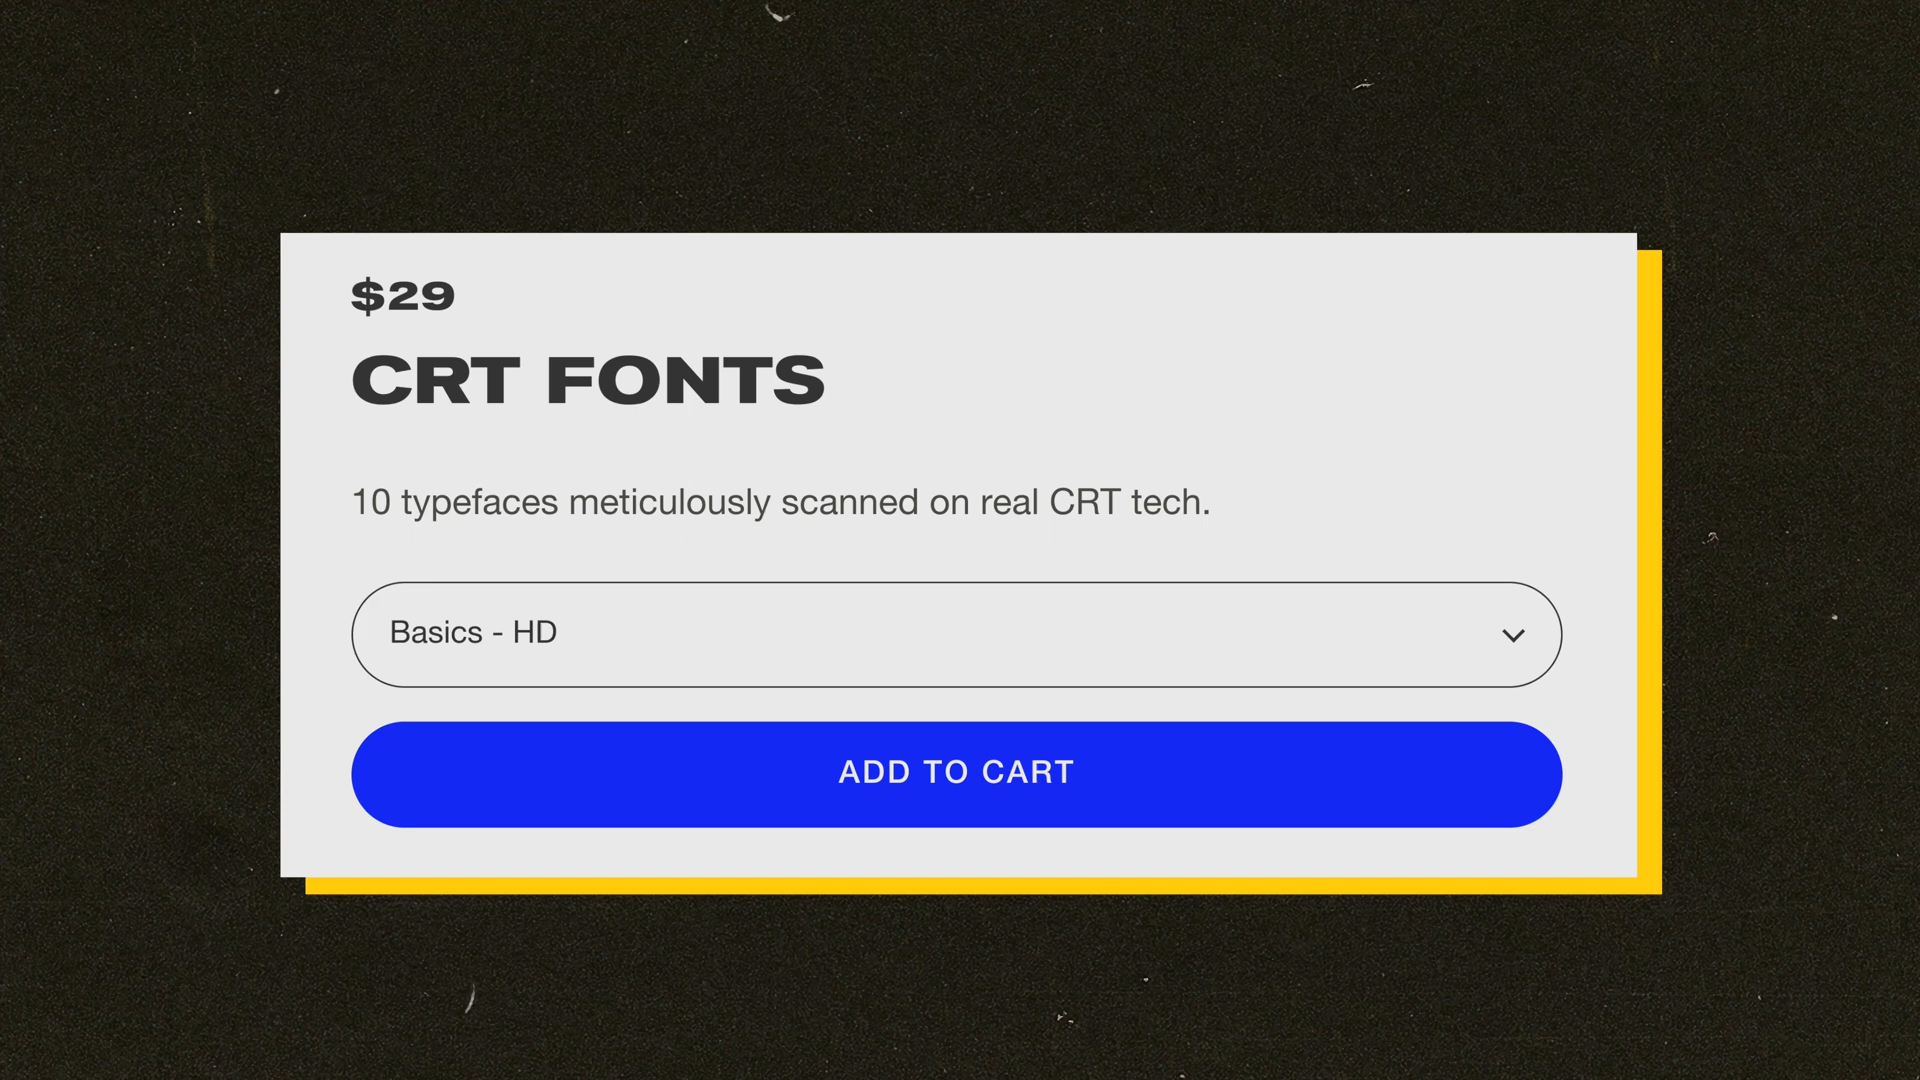 $29
CRT FONTS
10 typefaces meticulously scanned on real CRT tech.
Basics - HD
ADD TO CART